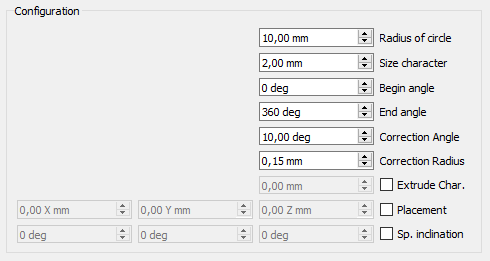 Configuration
10,00 mm Radius of circle
2,00 mm Size character
0 deg Begin angle
360 deg End angle
10,00 deg Correction Angle
0,15 mm Correction Radius
0,00 mm Extrude Char.
0,00 X mm 0,00 Y mm 0,00 Z mm Placement
0 deg 0 deg 0 deg Sp. inclination